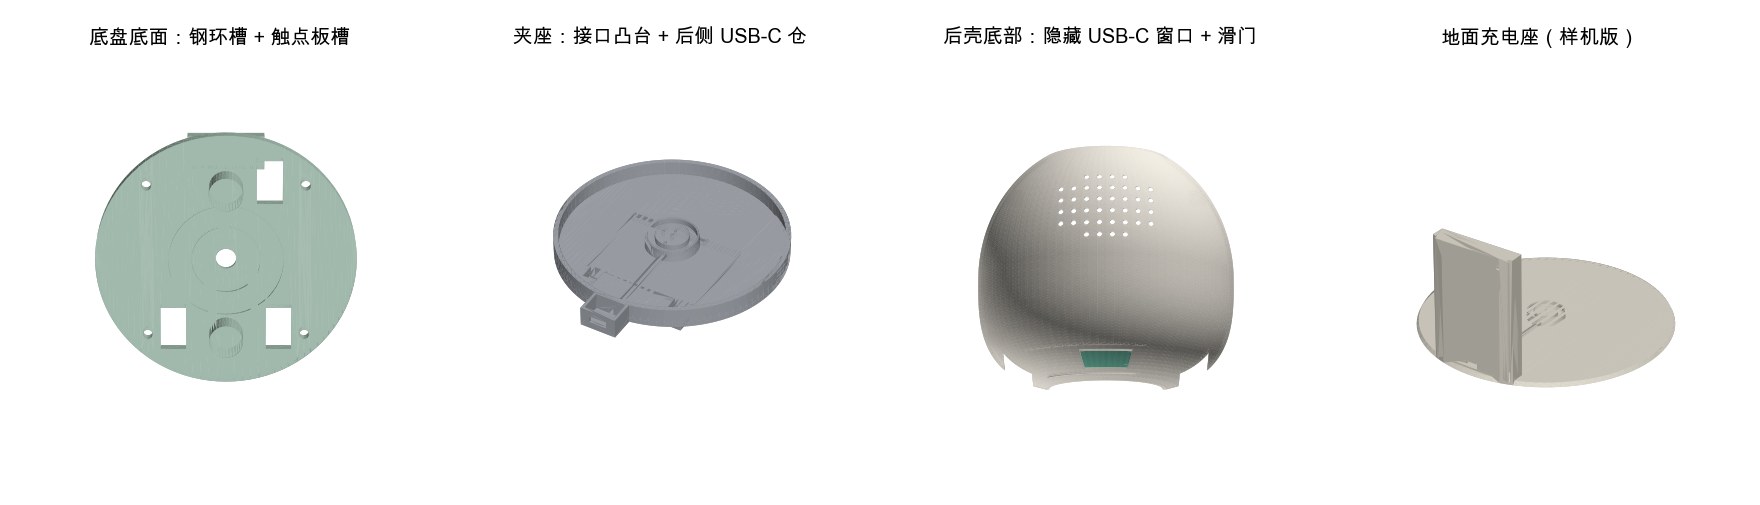 底盘底面：钢环槽 + 触点板槽
夹座：接口凸台 + 后侧 USB-C 仓
后壳底部：隐藏 USB-C 窗口 + 滑门
地面充电座（样机版）